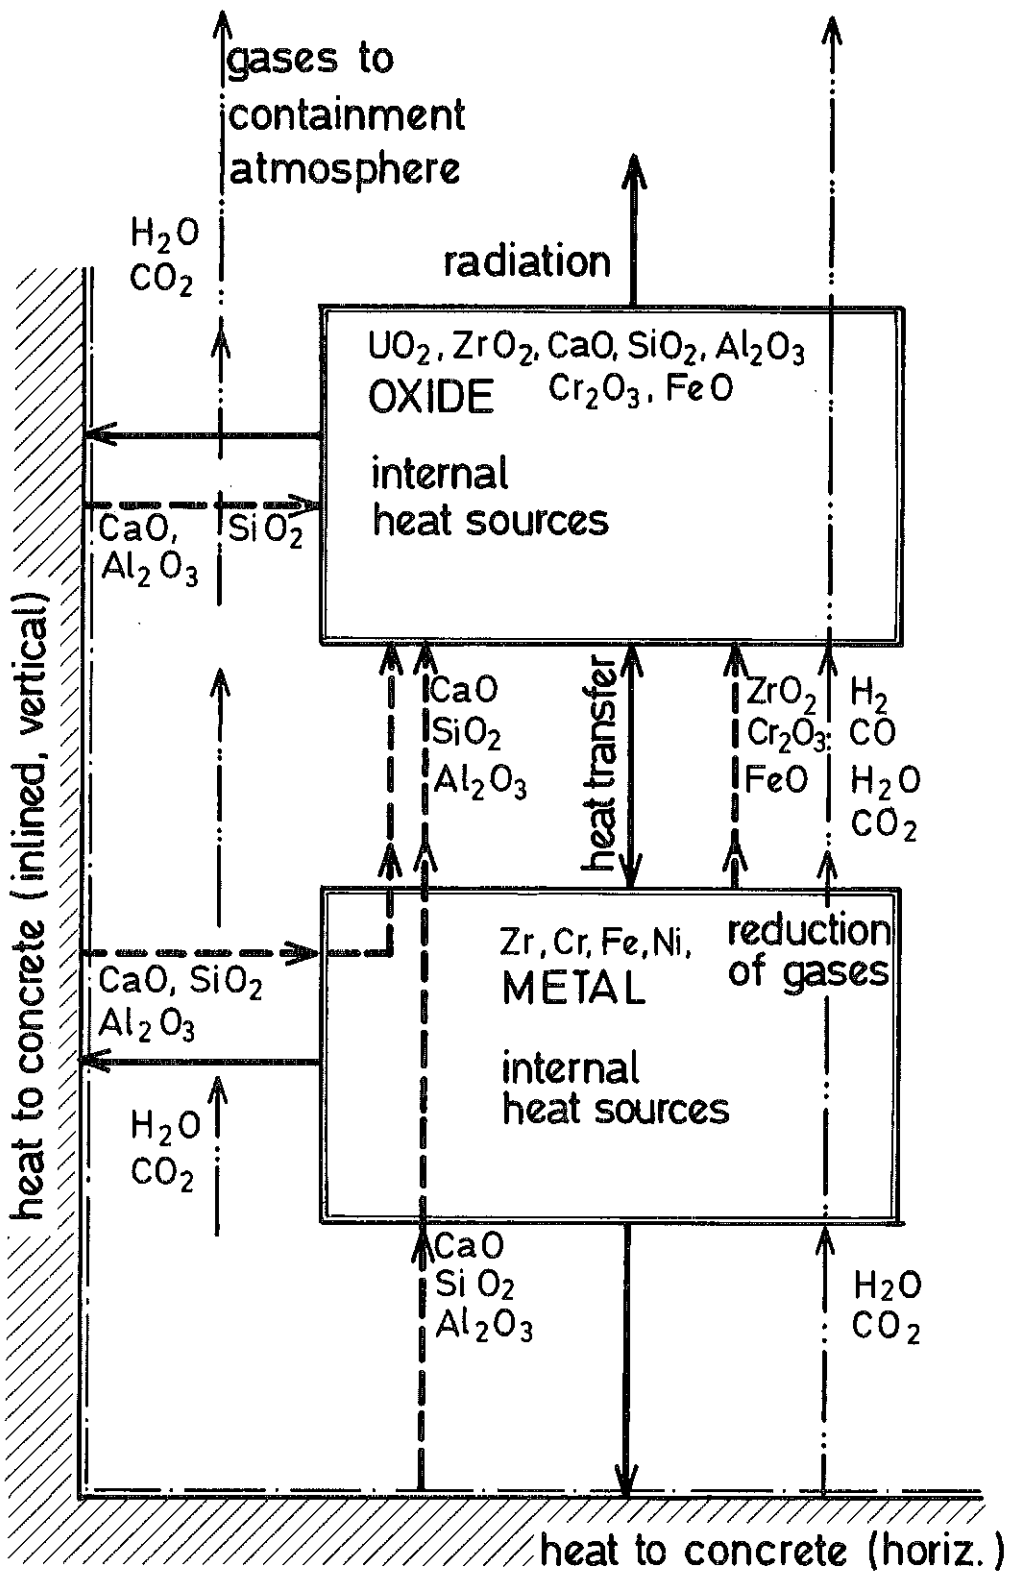 gases to
containment
atmosphere
H₂O
CO₂
radiation
UO₂, ZrO₂, CaO, SiO₂, Al₂O₃
Cr₂O₃, FeO
OXIDE
internal
heat sources
CaO, SiO₂
Al₂O₃
heat to concrete (inlined, vertical)
CaO
SiO₂
Al₂O₃
heat transfer
ZrO₂
Cr₂O₃
FeO
H₂
CO
H₂O
CO₂
Zr, Cr, Fe, Ni,
METAL
reduction
of gases
internal
heat sources
CaO, SiO₂
Al₂O₃
H₂O
CO₂
CaO
SiO₂
Al₂O₃
H₂O
CO₂
heat to concrete (horiz.)